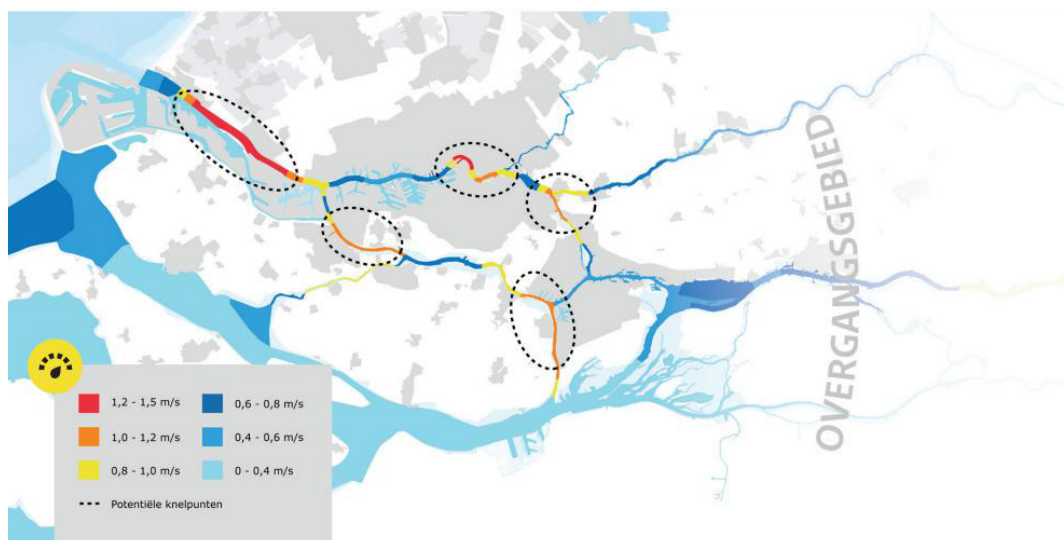 OVERGANGSGEBIED
1,2 - 1,5 m/s
0,6 - 0,8 m/s
1,0 - 1,2 m/s
0,4 - 0,6 m/s
0,8 - 1,0 m/s
0 - 0,4 m/s
Potentiële knelpunten